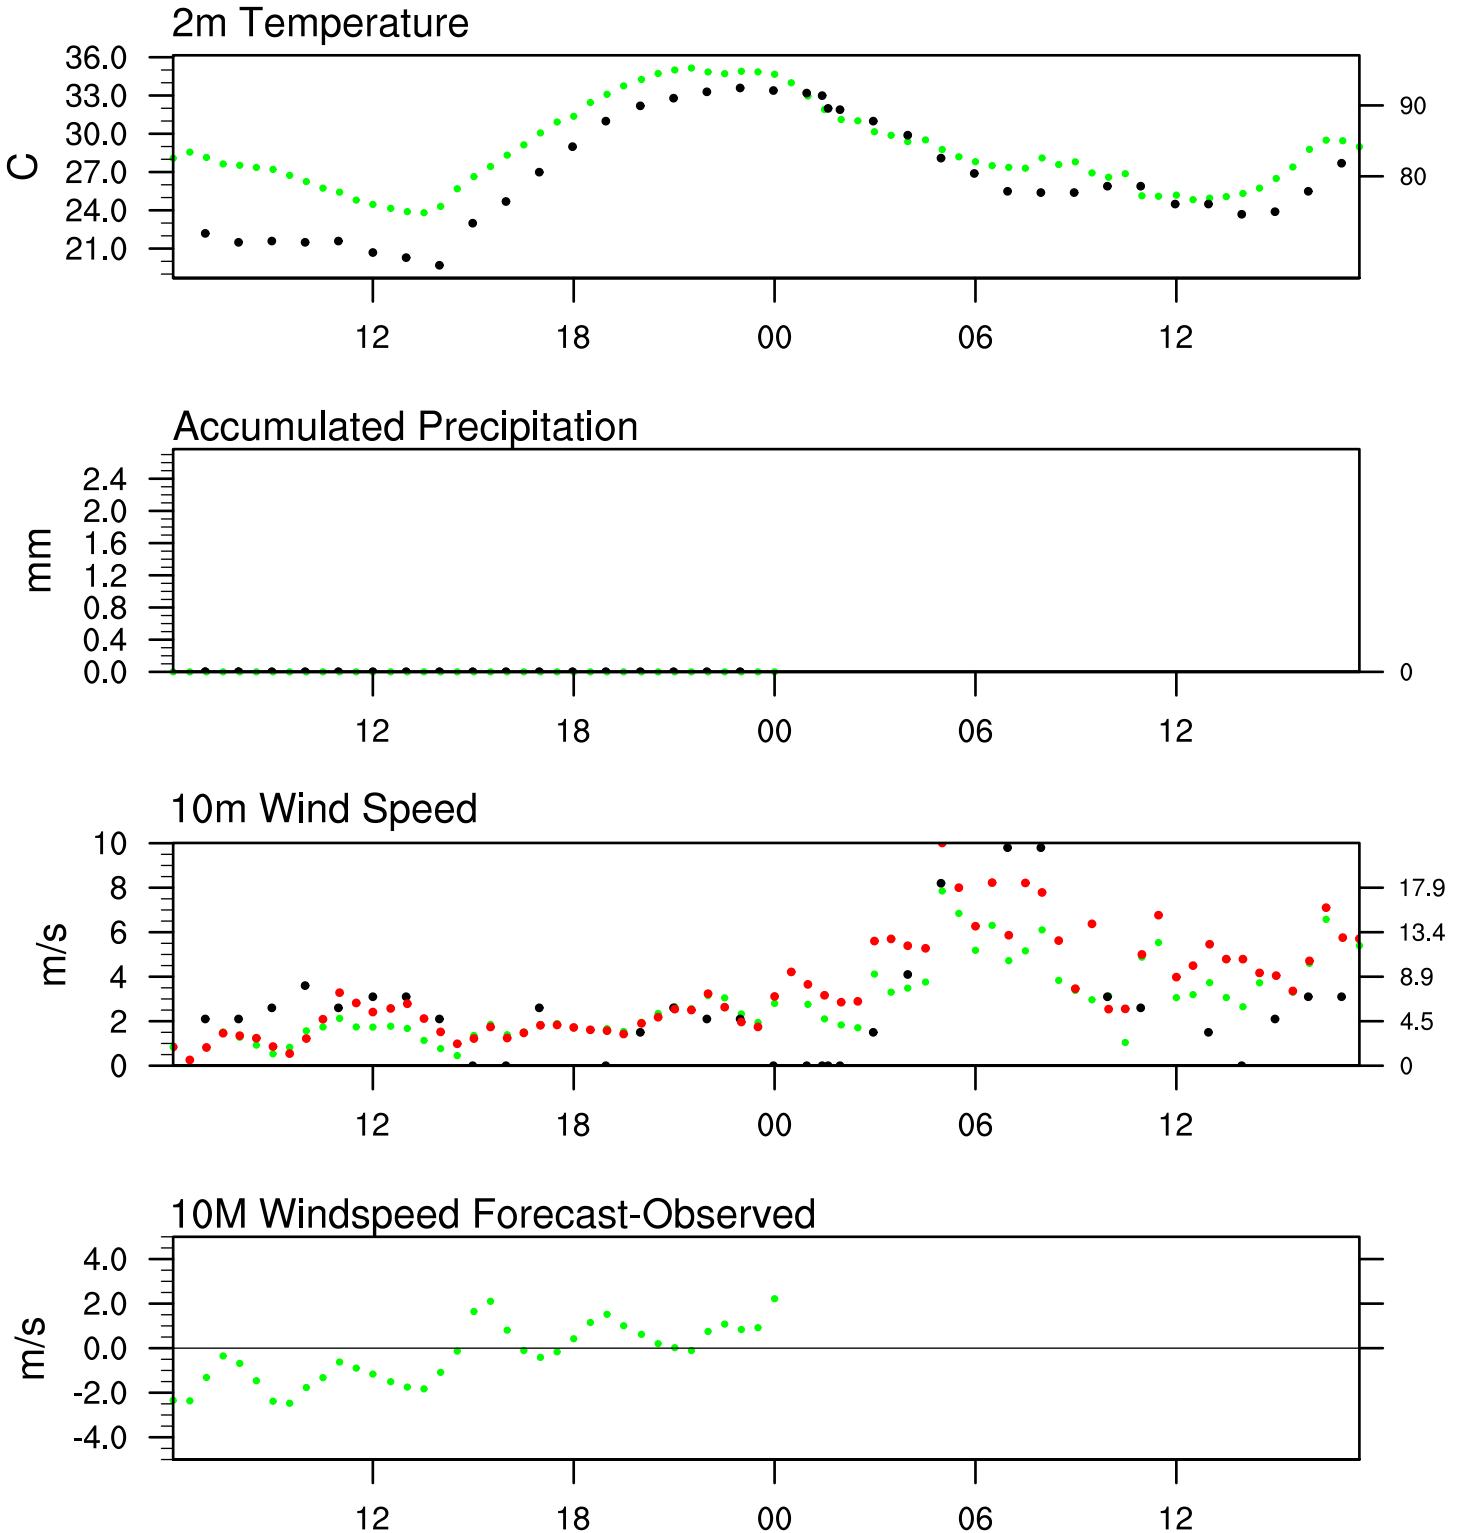 2m Temperature
36.0
33.0
90
30.0
C
27.0
80
24.0
21.0
12 18 00 06 12
Accumulated Precipitation
2.4
2.0
1.6
mm
1.2
0.8
0.4
0.0
0
12 18 00 06 12
10m Wind Speed
10
8
17.9
6
13.4
m/s
4
8.9
2
4.5
0
0
12 18 00 06 12
10M Windspeed Forecast-Observed
4.0
2.0
m/s
0.0
-2.0
-4.0
12 18 00 06 12